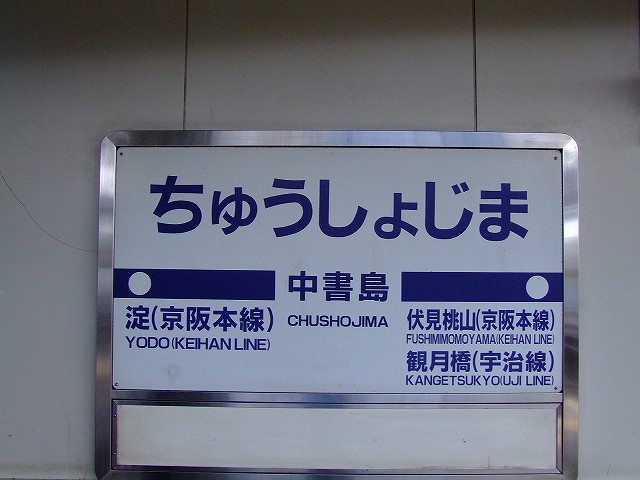 ちゅうしょじま
中書島
CHUSHOJIMA
淀(京阪本線)
YODO(KEIHAN LINE)
伏見桃山(京阪本線)
FUSHIMIMOMOYAMA(KEIHAN LINE)
観月橋(宇治線)
KANGETSUKYO(UJI LINE)